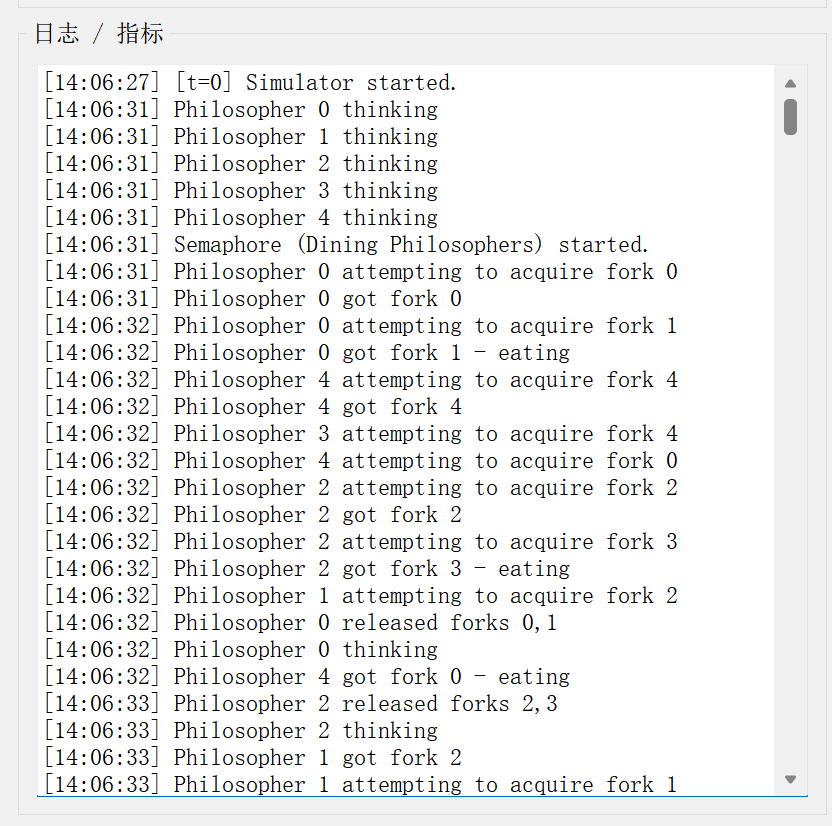 日志 / 指标
[14:06:27] [t=0] Simulator started.
[14:06:31] Philosopher 0 thinking
[14:06:31] Philosopher 1 thinking
[14:06:31] Philosopher 2 thinking
[14:06:31] Philosopher 3 thinking
[14:06:31] Philosopher 4 thinking
[14:06:31] Semaphore (Dining Philosophers) started.
[14:06:31] Philosopher 0 attempting to acquire fork 0
[14:06:31] Philosopher 0 got fork 0
[14:06:32] Philosopher 0 attempting to acquire fork 1
[14:06:32] Philosopher 0 got fork 1 - eating
[14:06:32] Philosopher 4 attempting to acquire fork 4
[14:06:32] Philosopher 4 got fork 4
[14:06:32] Philosopher 3 attempting to acquire fork 4
[14:06:32] Philosopher 4 attempting to acquire fork 0
[14:06:32] Philosopher 2 attempting to acquire fork 2
[14:06:32] Philosopher 2 got fork 2
[14:06:32] Philosopher 2 attempting to acquire fork 3
[14:06:32] Philosopher 2 got fork 3 - eating
[14:06:32] Philosopher 1 attempting to acquire fork 2
[14:06:32] Philosopher 0 released forks 0,1
[14:06:32] Philosopher 0 thinking
[14:06:32] Philosopher 4 got fork 0 - eating
[14:06:33] Philosopher 2 released forks 2,3
[14:06:33] Philosopher 2 thinking
[14:06:33] Philosopher 1 got fork 2
[14:06:33] Philosopher 1 attempting to acquire fork 1